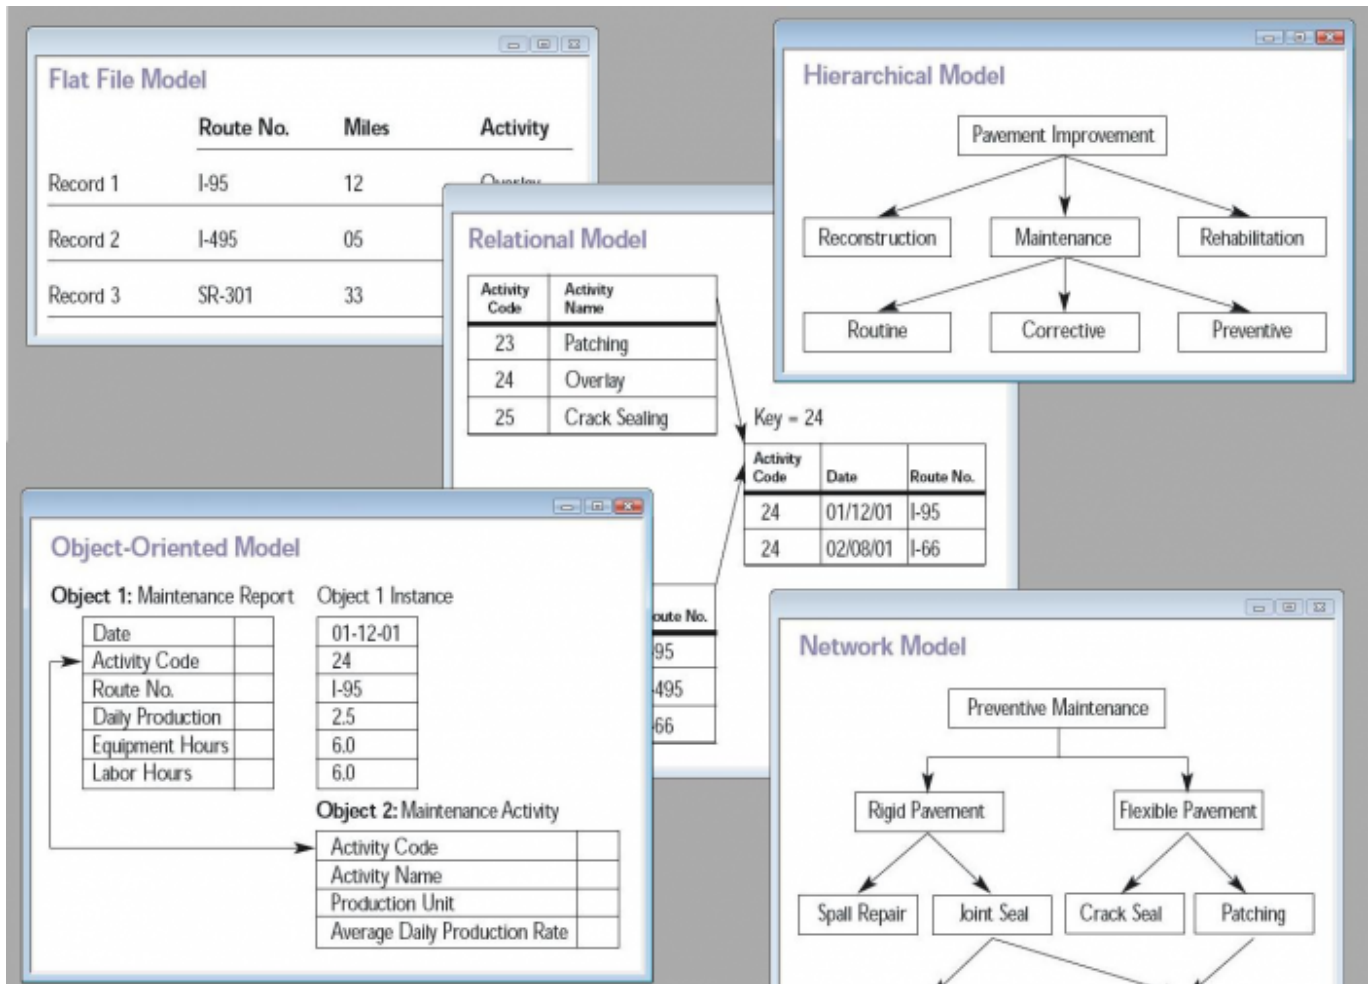 Flat File Model
Route No. Miles Activity
Record 1 I-95 12 Overlay
Record 2 I-495 05
Record 3 SR-301 33
Hierarchical Model
Pavement Improvement
Reconstruction Maintenance Rehabilitation
Routine Corrective Preventive
Relational Model
Activity Code Activity Name
23 Patching
24 Overlay
25 Crack Sealing
Key = 24
Activity Code Date Route No.
24 01/12/01 I-95
24 02/08/01 I-66
oute No.
95
-495
-66
Object-Oriented Model
Object 1: Maintenance Report Object 1 Instance
Date 01-12-01
Activity Code 24
Route No. I-95
Daily Production 2.5
Equipment Hours 6.0
Labor Hours 6.0
Object 2: Maintenance Activity
Activity Code
Activity Name
Production Unit
Average Daily Production Rate
Network Model
Preventive Maintenance
Rigid Pavement Flexible Pavement
Spall Repair Joint Seal Crack Seal Patching